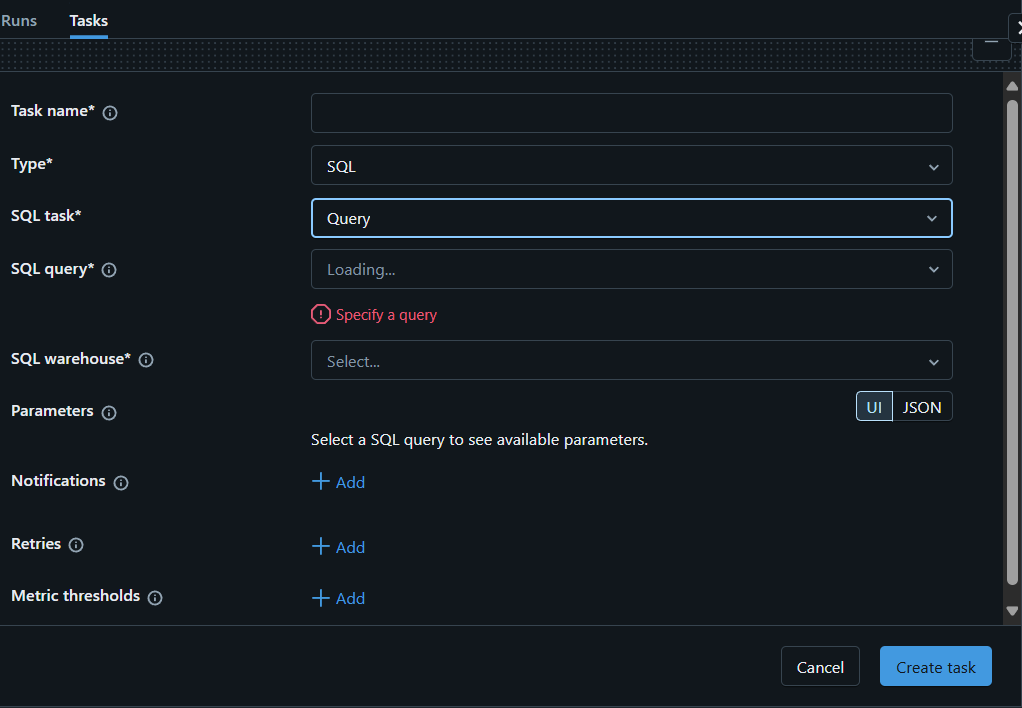 Runs Tasks
Task name*
Type* SQL
SQL task* Query
SQL query* Loading...
Specify a query
SQL warehouse* Select...
Parameters UI JSON
Select a SQL query to see available parameters.
Notifications Add
Retries Add
Metric thresholds Add
Cancel Create task